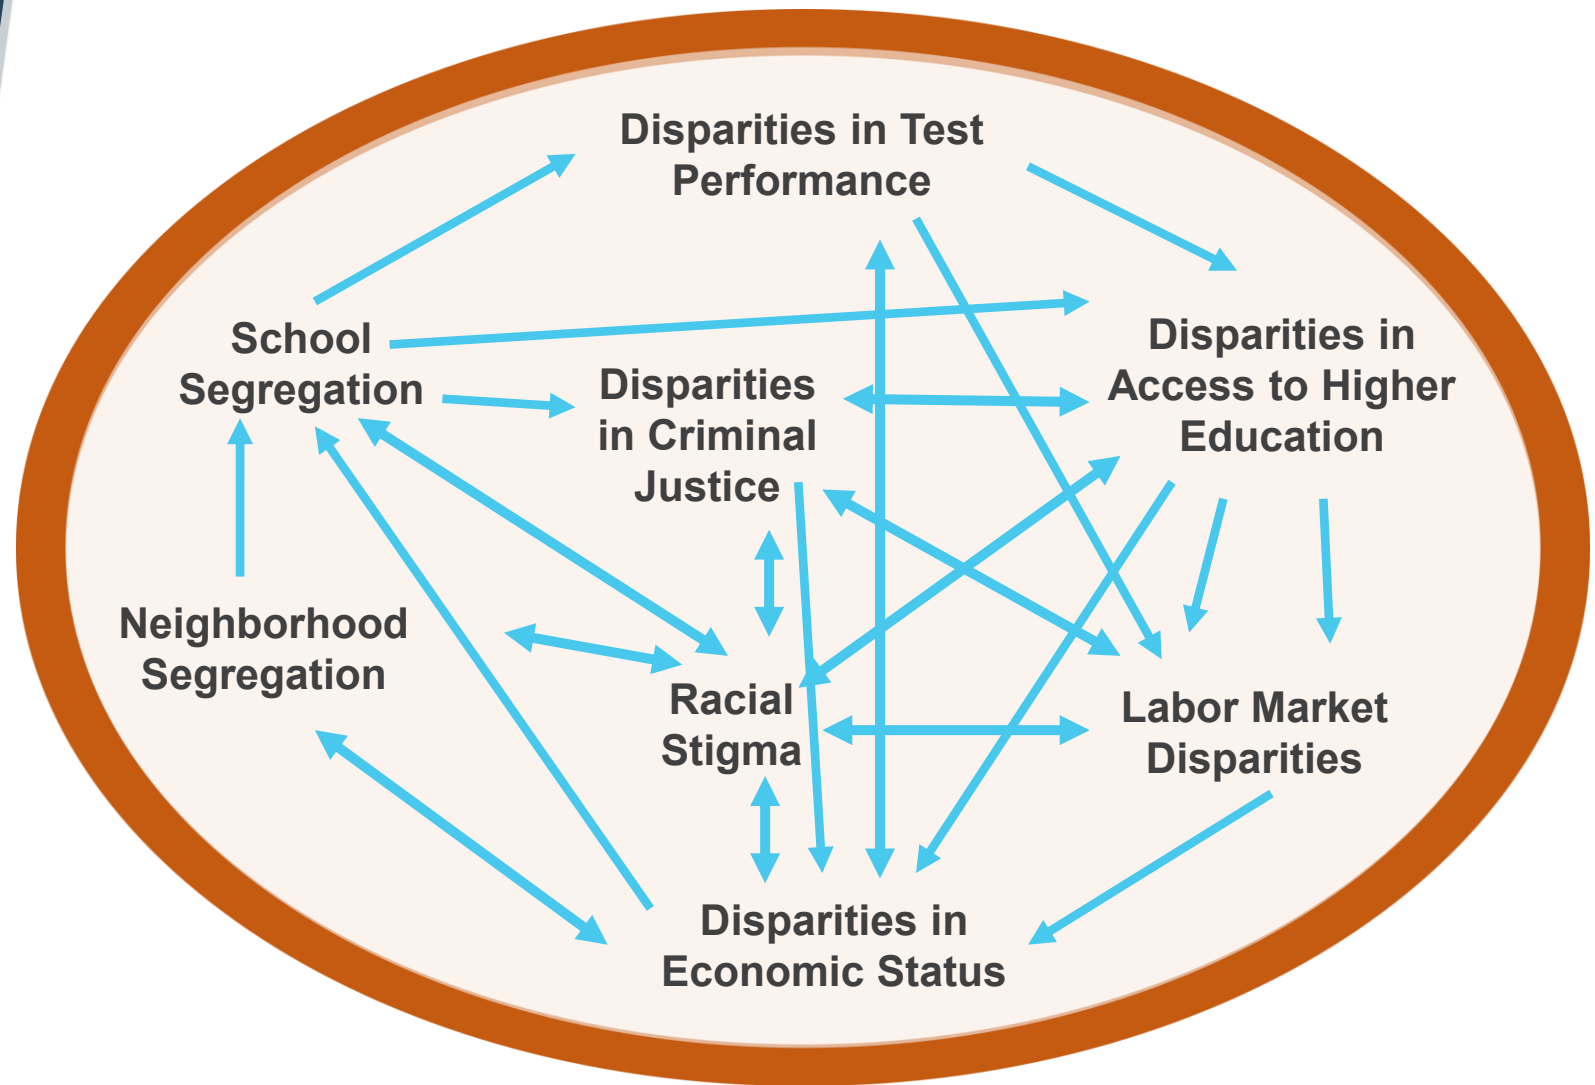 Disparities in Test
Performance
School
Segregation
Disparities
in Criminal
Justice
Disparities in
Access to Higher
Education
Neighborhood
Segregation
Racial
Stigma
Labor Market
Disparities
Disparities in
Economic Status